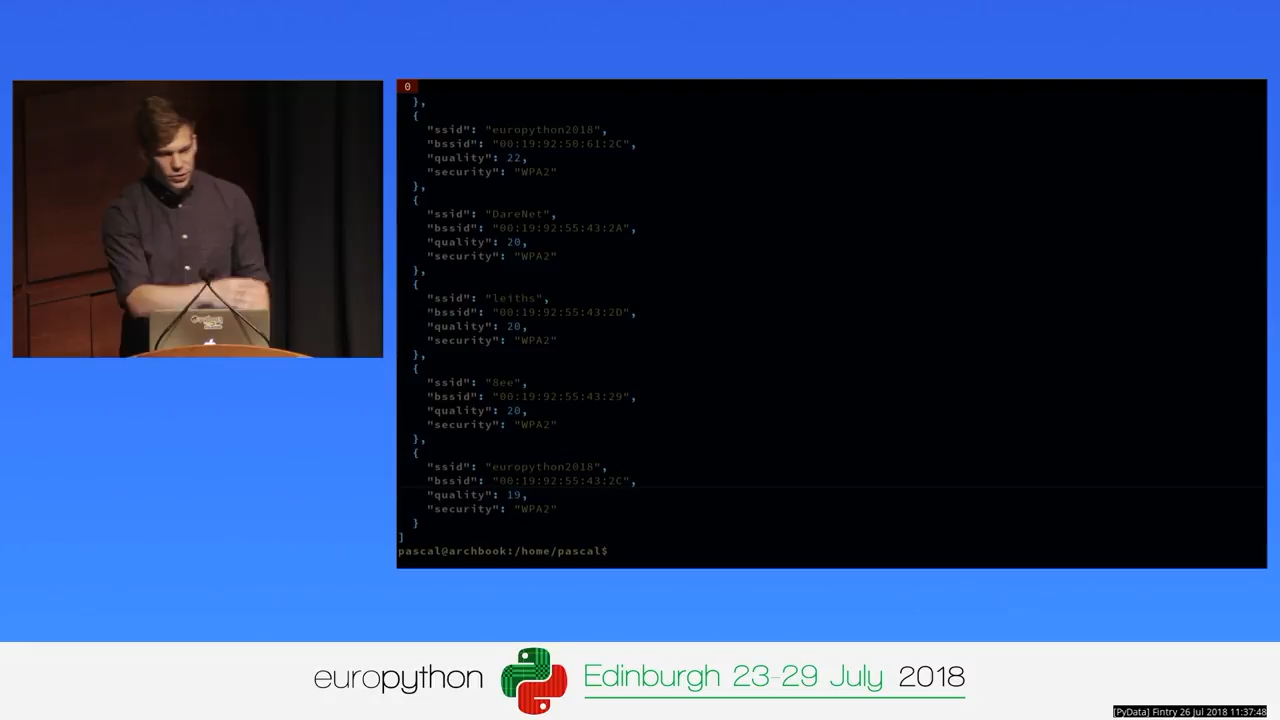 0
},
{
"ssid": "europython2018",
"bssid": "00:19:92:50:61:2C",
"quality": 22,
"security": "WPA2"
},
{
"ssid": "DareNet",
"bssid": "00:19:92:55:43:2A",
"quality": 20,
"security": "WPA2"
},
{
"ssid": "leiths",
"bssid": "00:19:92:55:43:2D",
"quality": 20,
"security": "WPA2"
},
{
"ssid": "8ee",
"bssid": "00:19:92:55:43:29",
"quality": 20,
"security": "WPA2"
},
{
"ssid": "europython2018",
"bssid": "00:19:92:55:43:2C",
"quality": 19,
"security": "WPA2"
}
]
pascal@archbook:/home/pascal$
europython Edinburgh 23-29 July 2018
[PyData] Fintry 26 Jul 2018 11:37:48